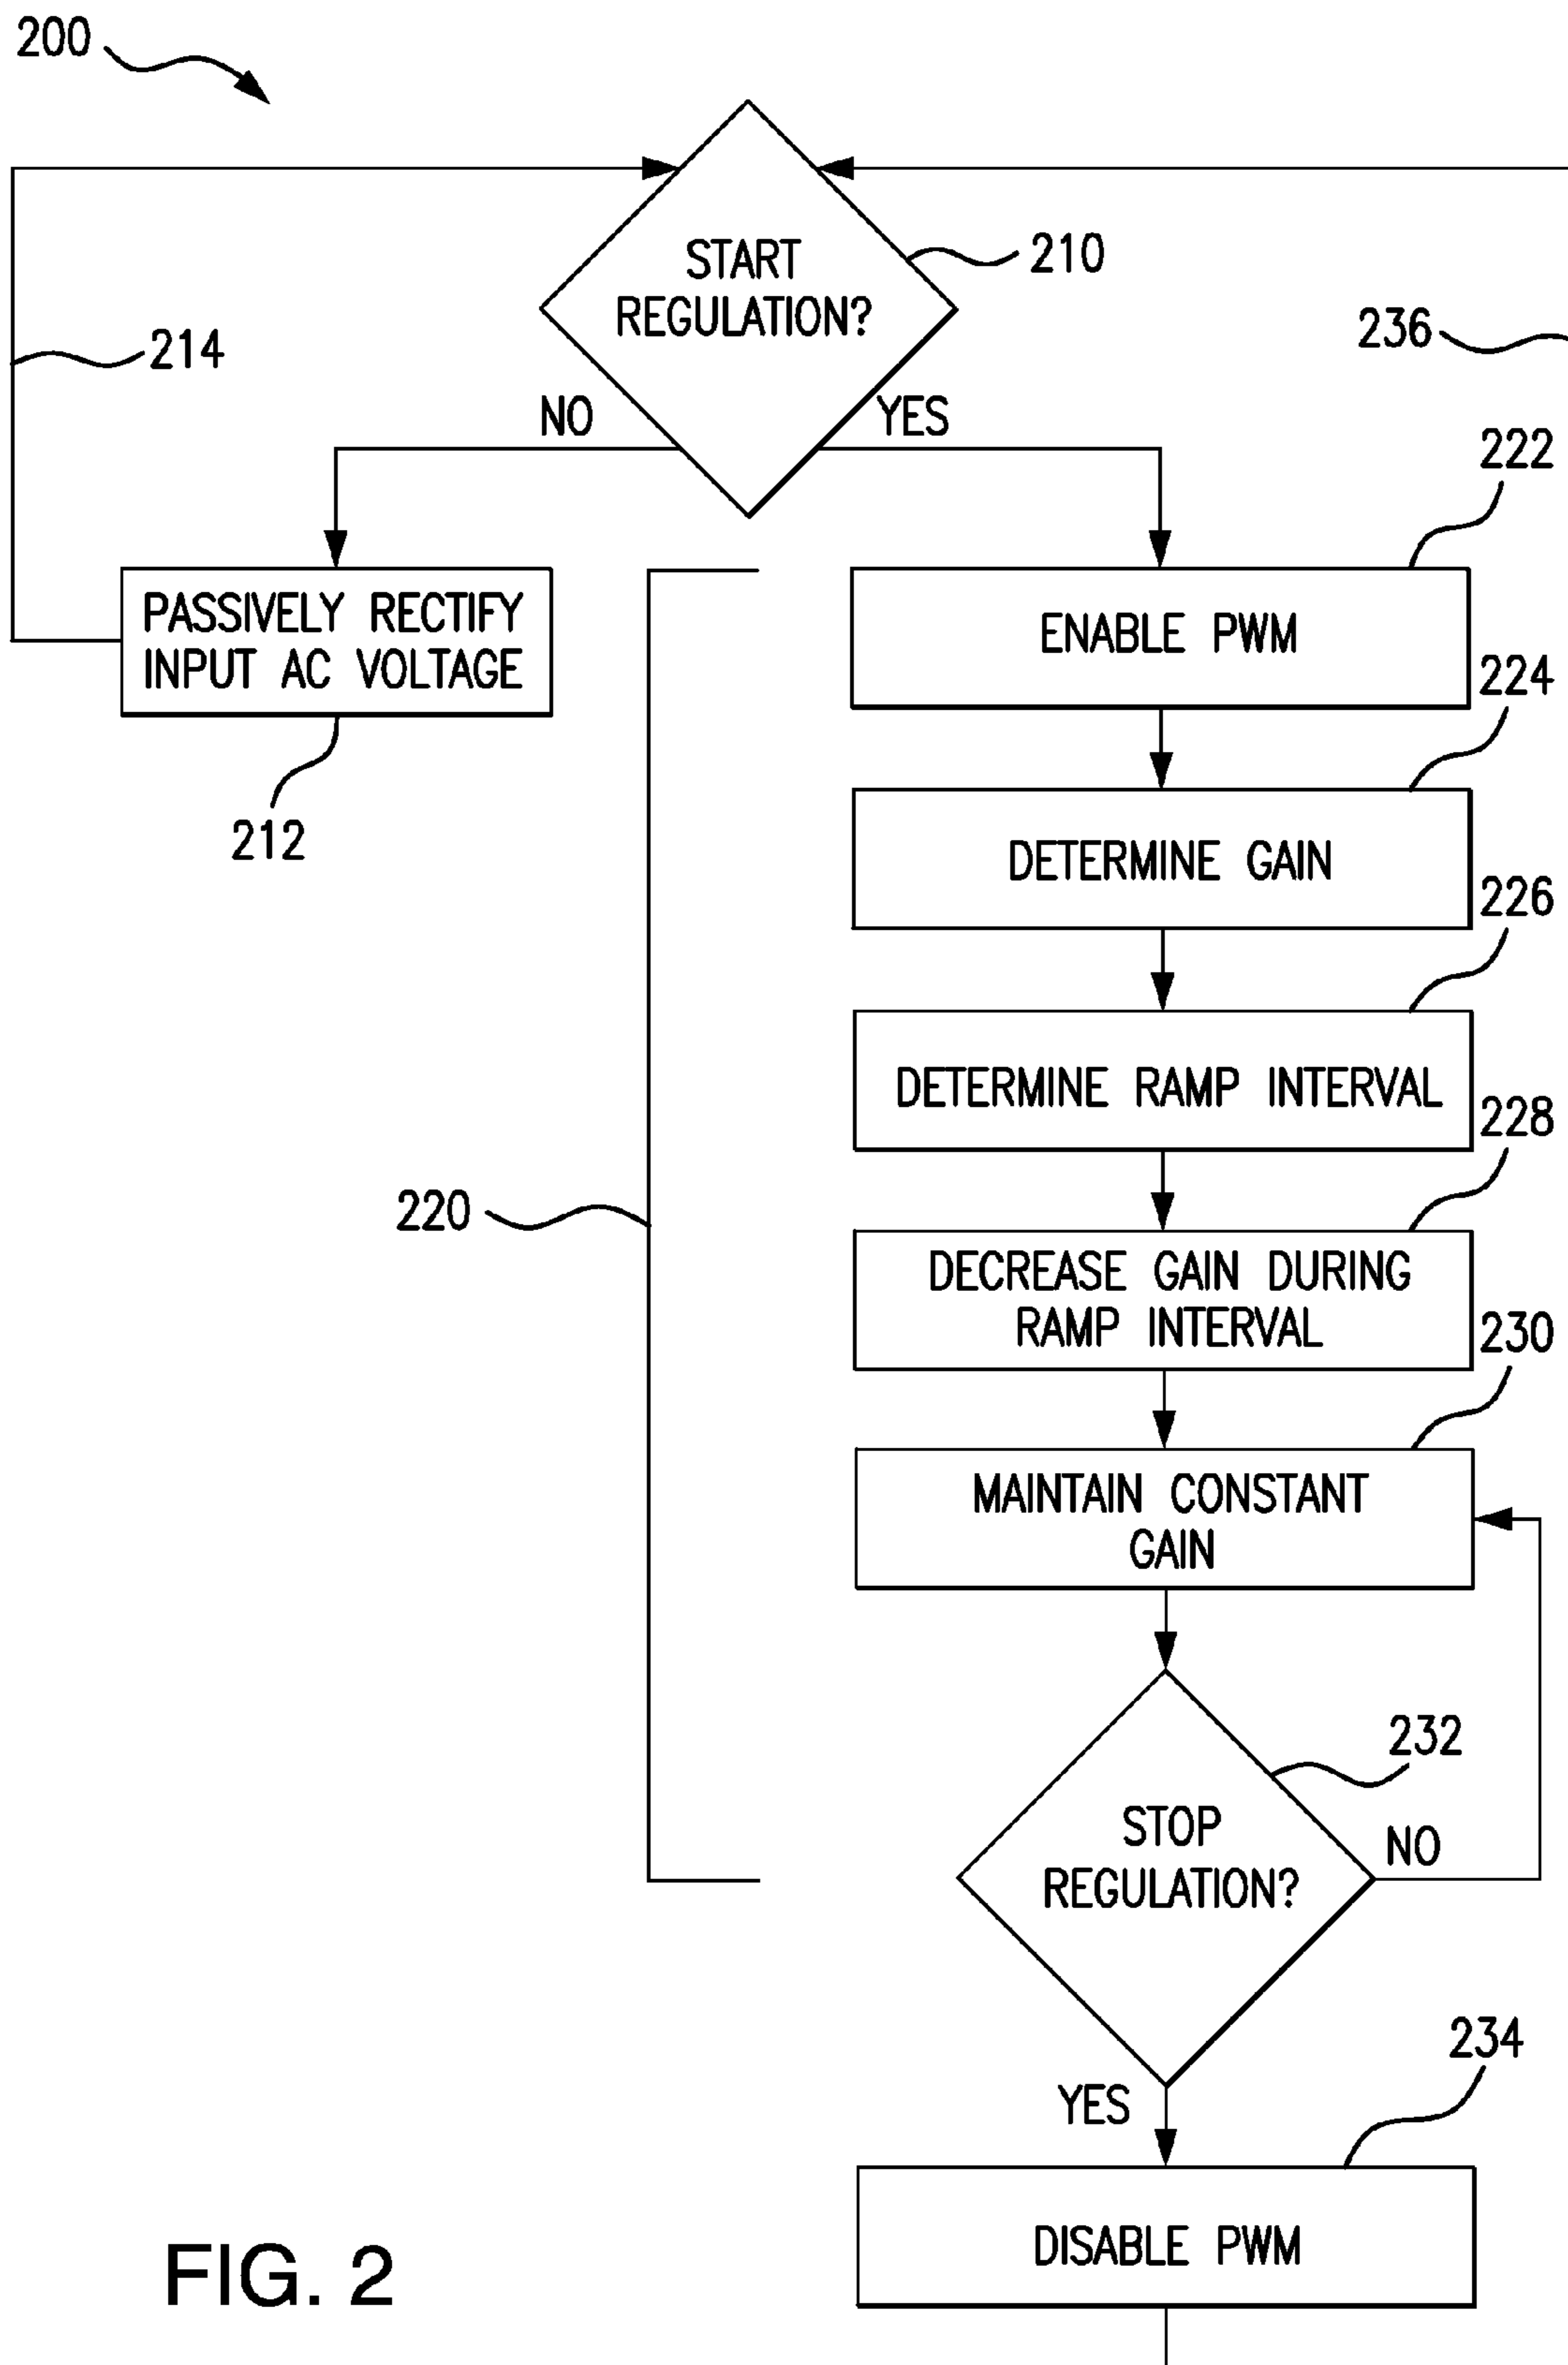 200
START
REGULATION?
210
214
236
NO
YES
222
PASSIVELY RECTIFY
INPUT AC VOLTAGE
ENABLE PWM
224
212
DETERMINE GAIN
226
DETERMINE RAMP INTERVAL
228
220
DECREASE GAIN DURING
RAMP INTERVAL
230
MAINTAIN CONSTANT
GAIN
232
STOP
REGULATION?
NO
234
YES
DISABLE PWM
FIG. 2